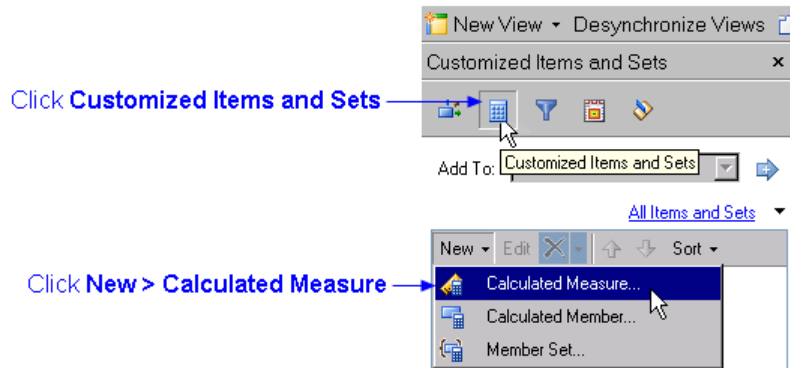 New View Desynchronize Views
Customized Items and Sets x
Click Customized Items and Sets
Add To: Customized Items and Sets
All Items and Sets
New Edit Sort
Click New > Calculated Measure
Calculated Measure...
Calculated Member...
Member Set...